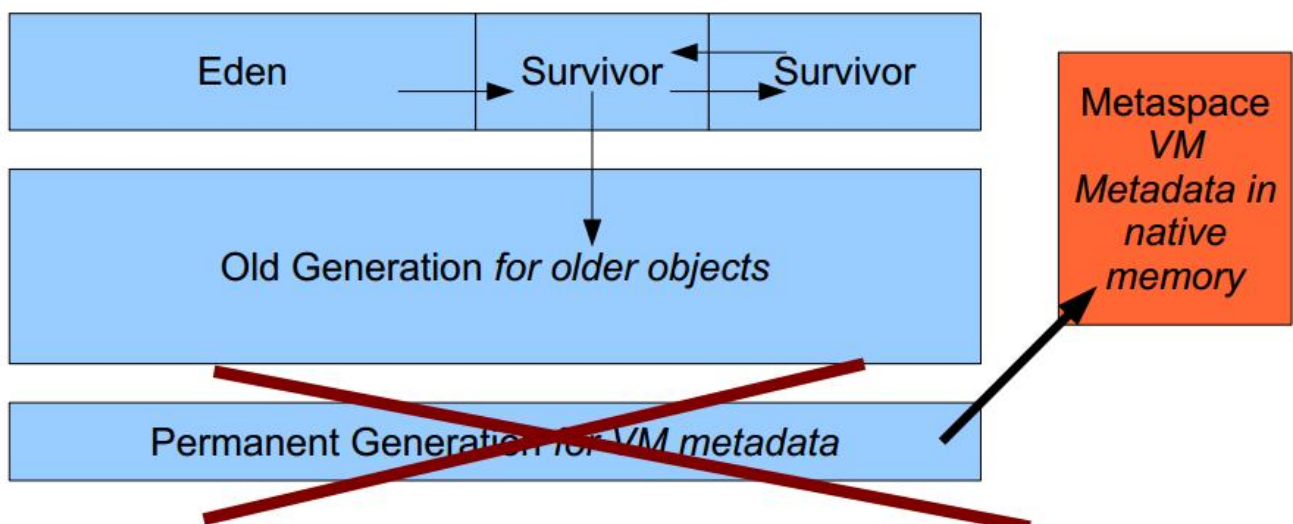 Eden
Survivor
Survivor
Old Generation for older objects
Permanent Generation for VM metadata
Metaspace
VM
Metadata in
native
memory